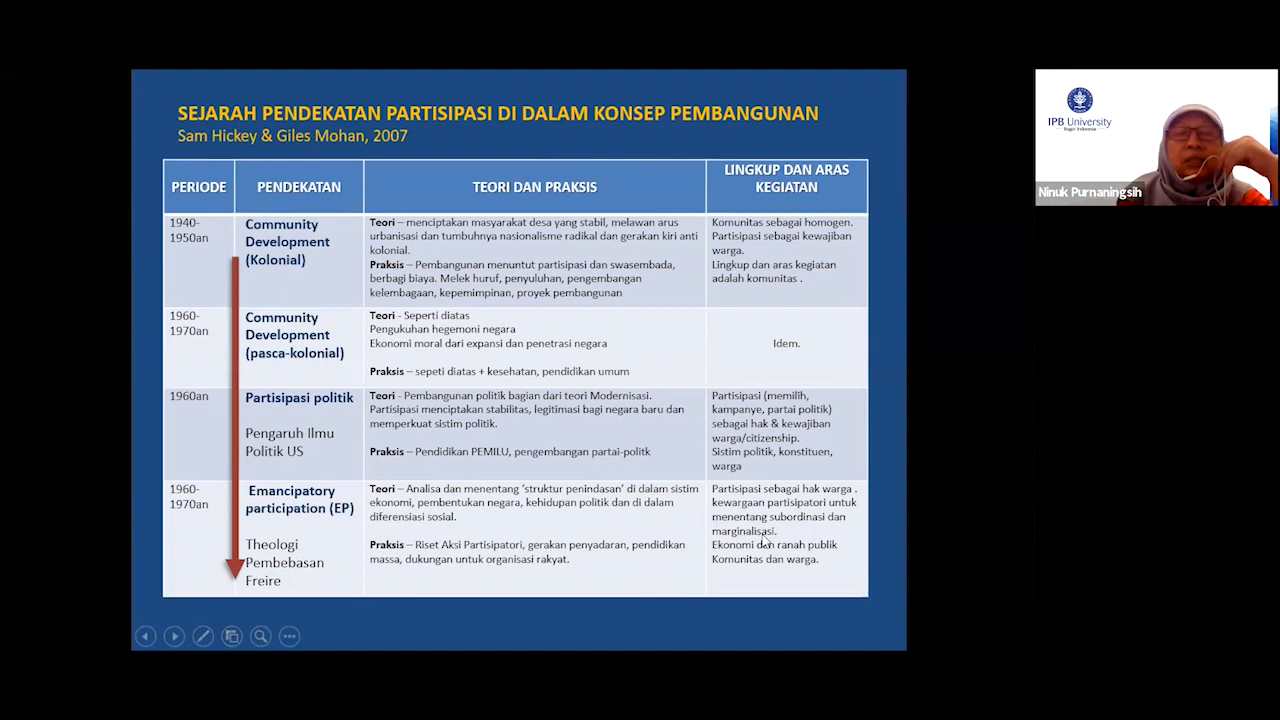 SEJARAH PENDEKATAN PARTISIPASI DI DALAM KONSEP PEMBANGUNAN
Sam Hickey & Giles Mohan, 2007
PERIODE
PENDEKATAN
TEORI DAN PRAKSIS
LINGKUP DAN ARAS
KEGIATAN
1940-
1950an
Community
Development
(Kolonial)
Teori – menciptakan masyarakat desa yang stabil, melawan arus
urbanisasi dan tumbuhnya nasionalisme radikal dan gerakan kiri anti
kolonial.
Praksis – Pembangunan menuntut partisipasi dan swasembada,
berbagi biaya. Melek huruf, penyuluhan, pengembangan
kelembagaan, kepemimpinan, proyek pembangunan
Komunitas sebagai homogen.
Partisipasi sebagai kewajiban
warga.
Lingkup dan aras kegiatan
adalah komunitas .
1960-
1970an
Community
Development
(pasca-kolonial)
Teori - Seperti diatas
Pengukuhan hegemoni negara
Ekonomi moral dari expansi dan penetrasi negara
Praksis – sepeti diatas + kesehatan, pendidikan umum
Idem.
1960an
Partisipasi politik
Pengaruh Ilmu
Politik US
Teori - Pembangunan politik bagian dari teori Modernisasi.
Partisipasi menciptakan stabilitas, legitimasi bagi negara baru dan
memperkuat sistim politik.
Praksis – Pendidikan PEMILU, pengembangan partai-politk
Partisipasi (memilih,
kampanye, partai politik)
sebagai hak & kewajiban
warga/citizenship.
Sistim politik, konstituen,
warga
1960-
1970an
Emancipatory
participation (EP)
Theologi
Pembebasan
Freire
Teori – Analisa dan menentang ‘struktur penindasan’ di dalam sistim
ekonomi, pembentukan negara, kehidupan politik dan di dalam
diferensiasi sosial.
Praksis – Riset Aksi Partisipatori, gerakan penyadaran, pendidikan
massa, dukungan untuk organisasi rakyat.
Partisipasi sebagai hak warga .
kewargaan partisipatori untuk
menentang subordinasi dan
marginalisasi.
Ekonomi dan ranah publik
Komunitas dan warga.
IPB University
Bogor Indonesia
Ninuk Purnaningsih